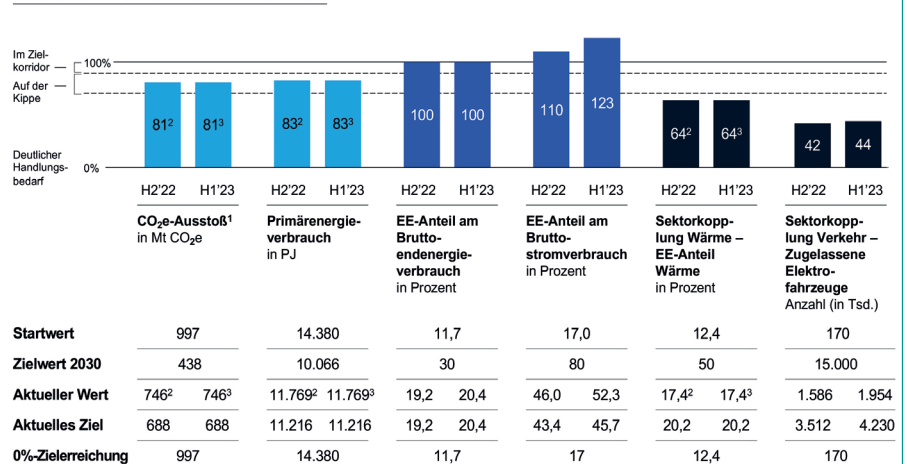 Im Ziel-
korridor
100%
Auf der
Kippe
Deutlicher
Handlungs-
bedarf
0%
81² 81³ 83² 83³ 100 100 110 123 64² 64³ 42 44
H2'22 H1'23 H2'22 H1'23 H2'22 H1'23 H2'22 H1'23 H2'22 H1'23 H2'22 H1'23
CO₂e-Ausstoß¹
in Mt CO₂e
Primärenergie-
verbrauch
in PJ
EE-Anteil am
Brutto-
endenergie-
verbrauch
in Prozent
EE-Anteil am
Brutto-
stromverbrauch
in Prozent
Sektorkopp-
lung Wärme –
EE-Anteil
Wärme
in Prozent
Sektorkopp-
lung Verkehr –
Zugelassene
Elektro-
fahrzeuge
Anzahl (in Tsd.)
Startwert 997 14.380 11,7 17,0 12,4 170
Zielwert 2030 438 10.066 30 80 50 15.000
Aktueller Wert 746² 746³ 11.769² 11.769³ 19,2 20,4 46,0 52,3 17,4² 17,4³ 1.586 1.954
Aktuelles Ziel 688 688 11.216 11.216 19,2 20,4 43,4 45,7 20,2 20,2 3.512 4.230
0%-Zielerreichung 997 14.380 11,7 17 12,4 170